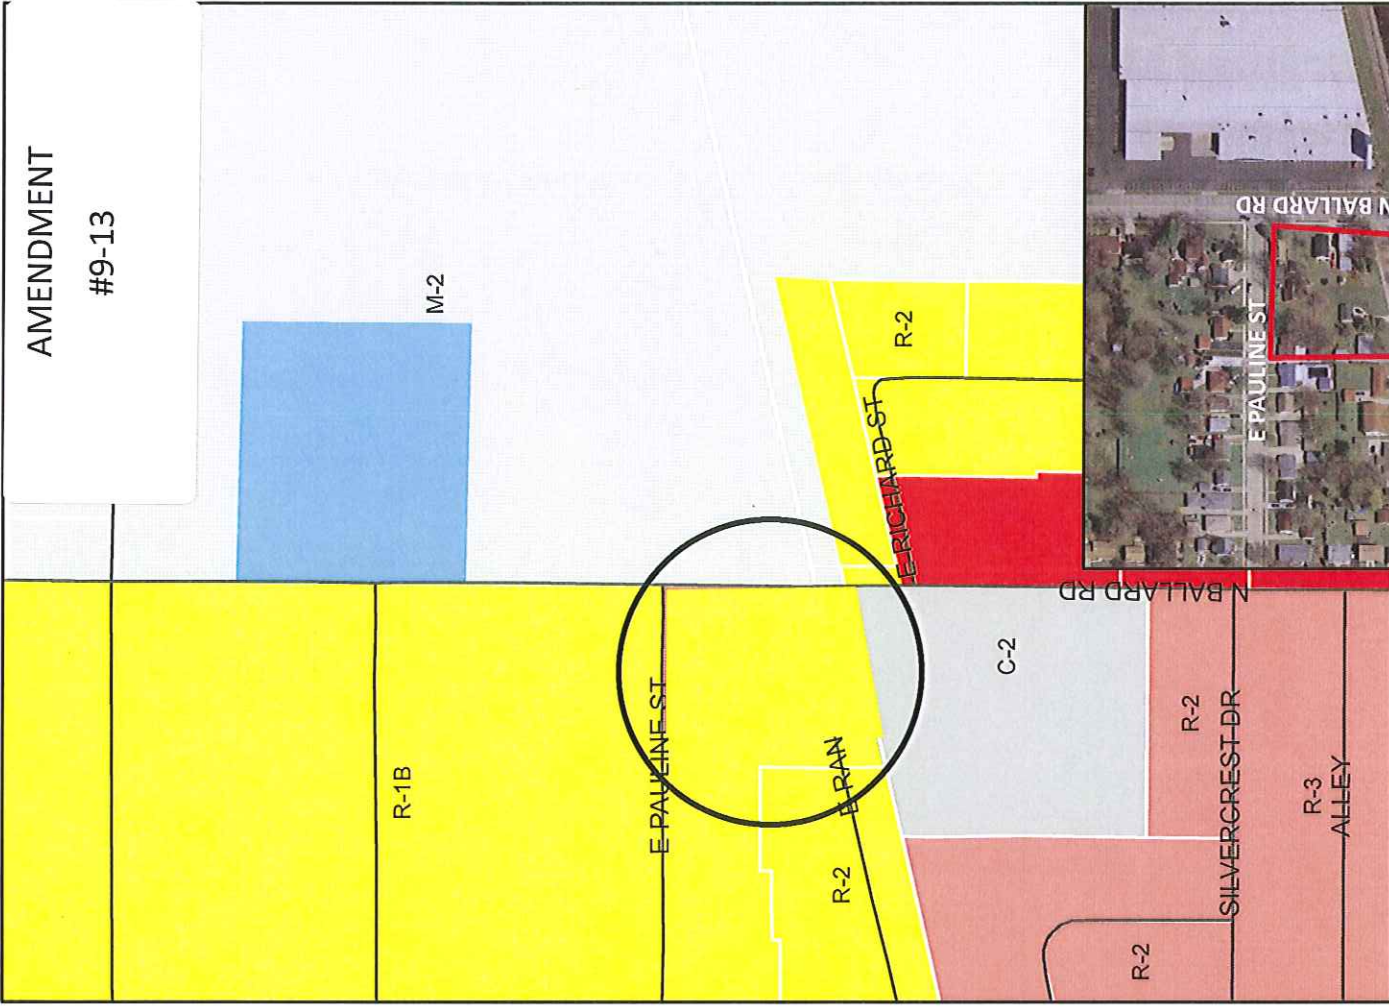 AMENDMENT
#9-13
M-2
R-2
E RICHARD ST
N BALLARD RD
E PAULINE ST
N BALLARD RD
R-1B
E PAULINE ST
E RAN
R-2
C-2
R-2
SILVERCREST DR
R-3
ALLEY
R-2